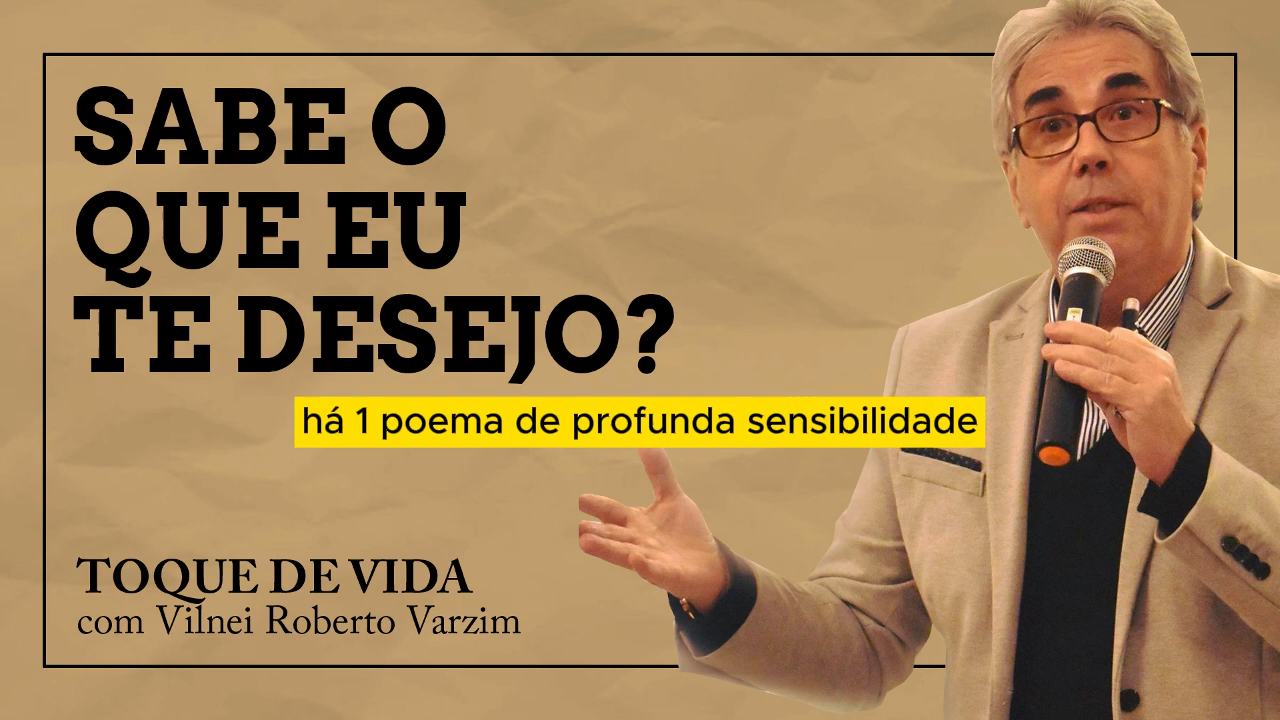 SABE O
QUE EU
TE DESEJO?
há 1 poema de profunda sensibilidade
TOQUE DE VIDA
com Vilnei Roberto Varzim